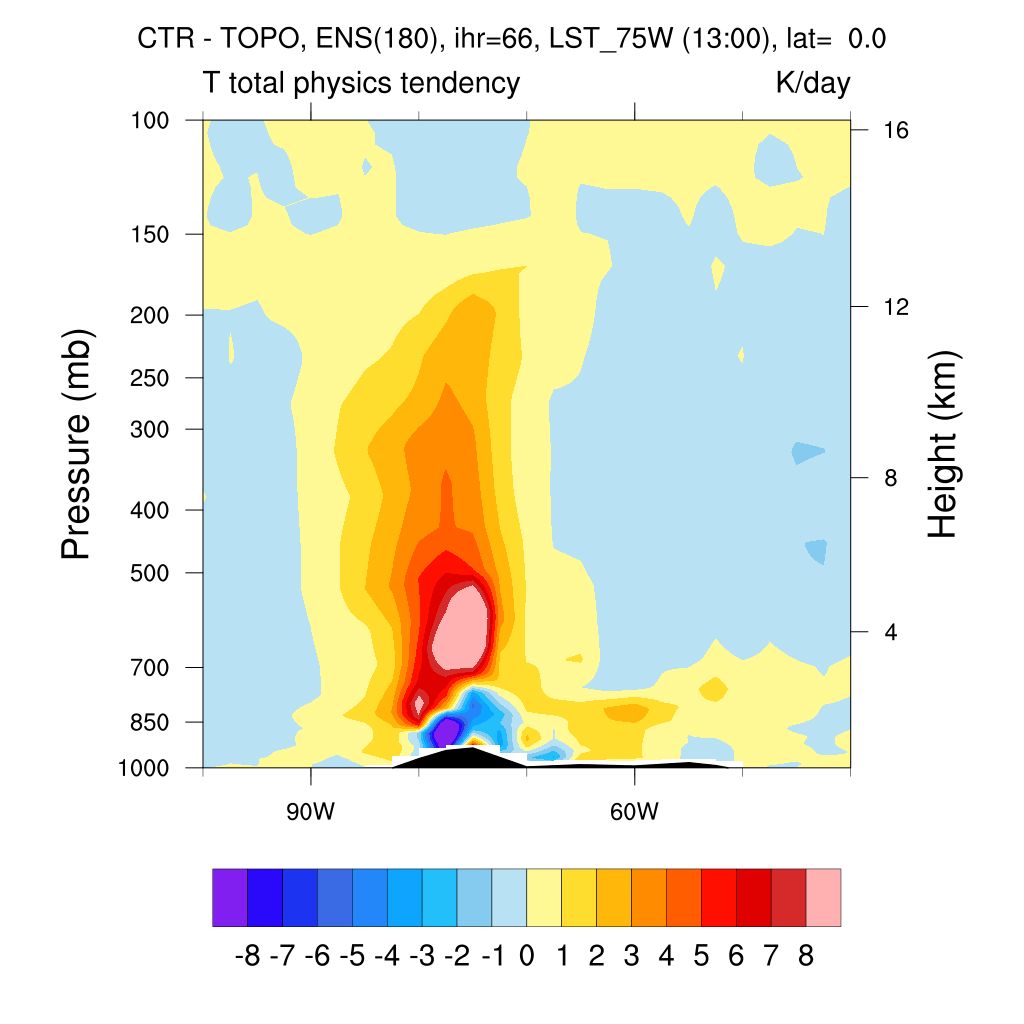 CTR - TOPO, ENS(180), ihr=66, LST_75W (13:00), lat=  0.0
T total physics tendency K/day
100
150
200
250
300
400
500
700
850
1000
Pressure (mb)
16
12
8
4
Height (km)
90W 60W
-8 -7 -6 -5 -4 -3 -2 -1 0 1 2 3 4 5 6 7 8